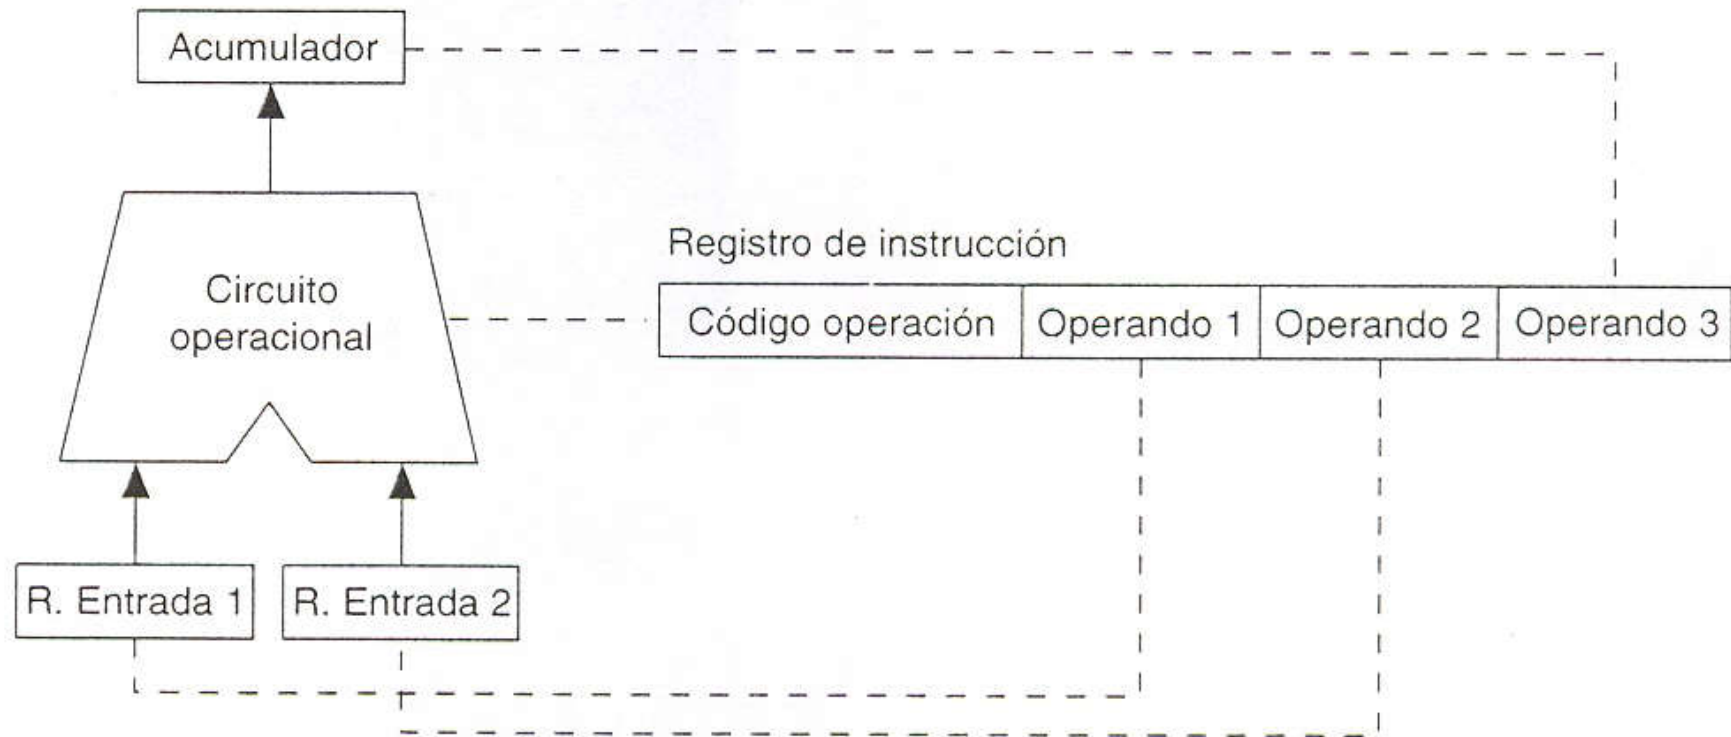 Acumulador
Circuito
operacional
Registro de instrucción
Código operación
Operando 1
Operando 2
Operando 3
R. Entrada 1
R. Entrada 2